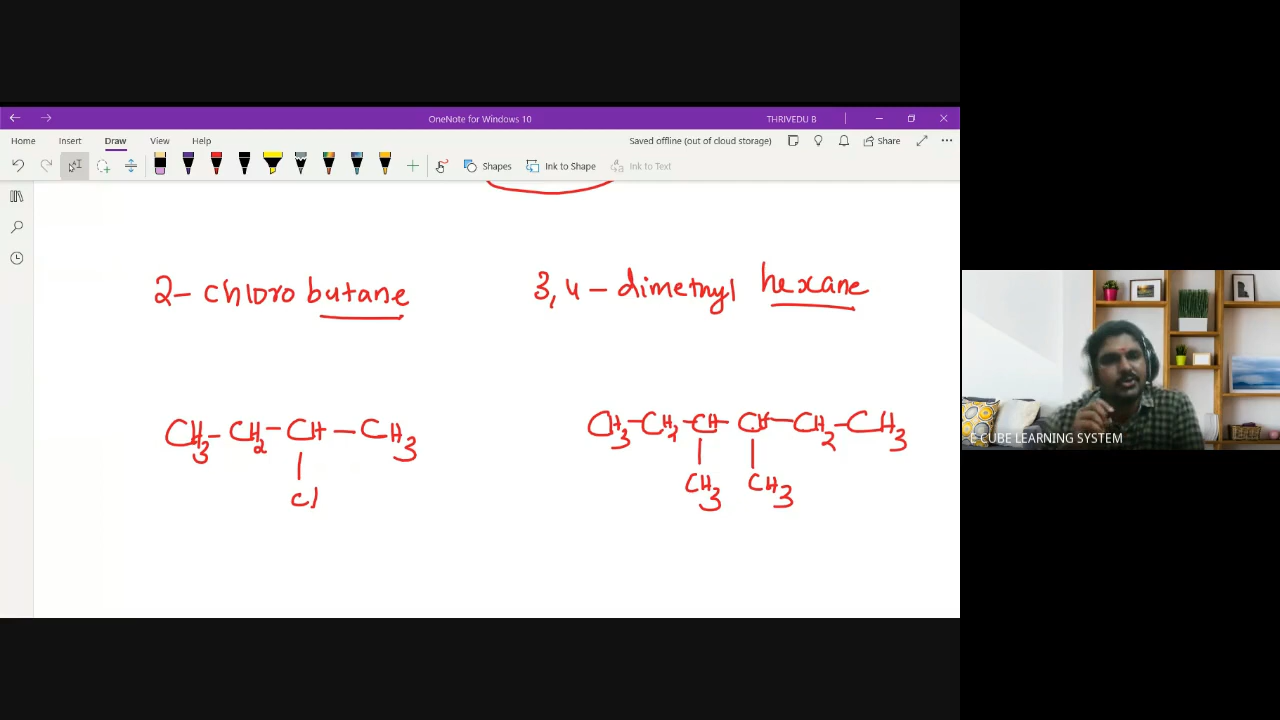 OneNote for Windows 10
THRIVEDU B
Home Insert Draw View Help
Saved offline (out of cloud storage)
Share
Shapes
Ink to Shape
Ink to Text
2- chloro butane
3,4 - dimethyl hexane
CH3 - CH2 - CH - CH3
Cl
CH3 - CH2 - CH - CH - CH2 - CH3
CH3 CH3
E CUBE LEARNING SYSTEM